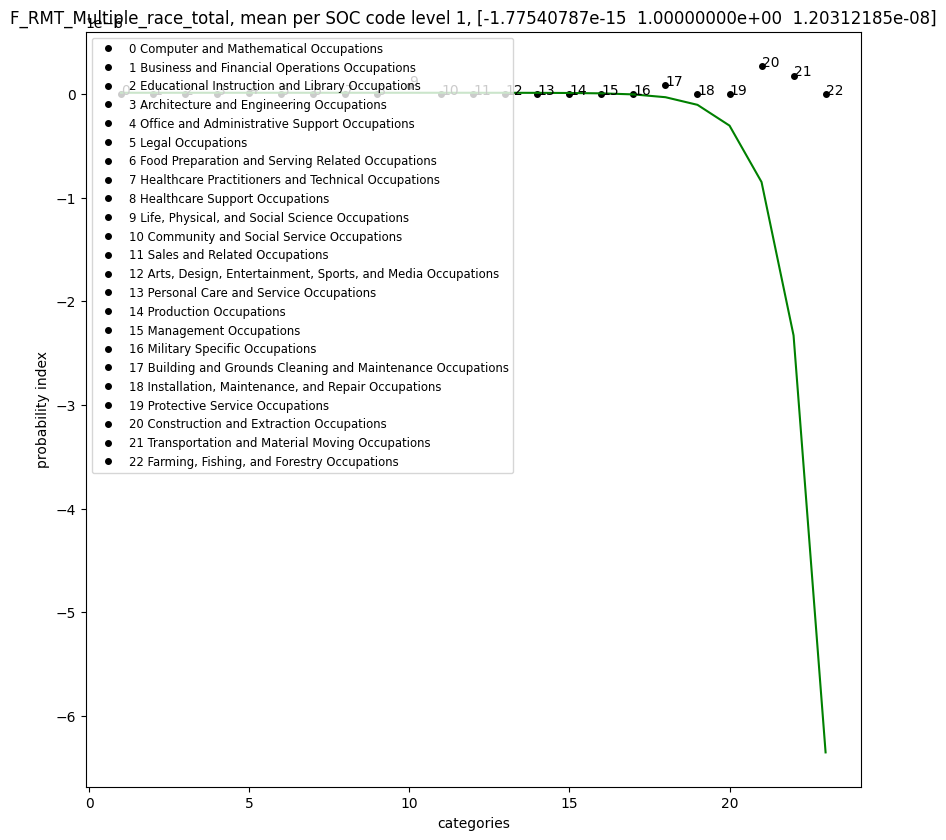 F_RMT_Multiple_race_total, mean per SOC code level 1, [-1.77540787e-15 1.00000000e+00 1.20312185e-08]
1e−6
0 Computer and Mathematical Occupations
1 Business and Financial Operations Occupations
2 Educational Instruction and Library Occupations
3 Architecture and Engineering Occupations
4 Office and Administrative Support Occupations
5 Legal Occupations
6 Food Preparation and Serving Related Occupations
7 Healthcare Practitioners and Technical Occupations
8 Healthcare Support Occupations
9 Life, Physical, and Social Science Occupations
10 Community and Social Service Occupations
11 Sales and Related Occupations
12 Arts, Design, Entertainment, Sports, and Media Occupations
13 Personal Care and Service Occupations
14 Production Occupations
15 Management Occupations
16 Military Specific Occupations
17 Building and Grounds Cleaning and Maintenance Occupations
18 Installation, Maintenance, and Repair Occupations
19 Protective Service Occupations
20 Construction and Extraction Occupations
21 Transportation and Material Moving Occupations
22 Farming, Fishing, and Forestry Occupations
20
21
17
9
0 10 11 12 13 14 15 16 18 19 22
0
−1
−2
−3
−4
−5
−6
probability index
0 5 10 15 20
categories